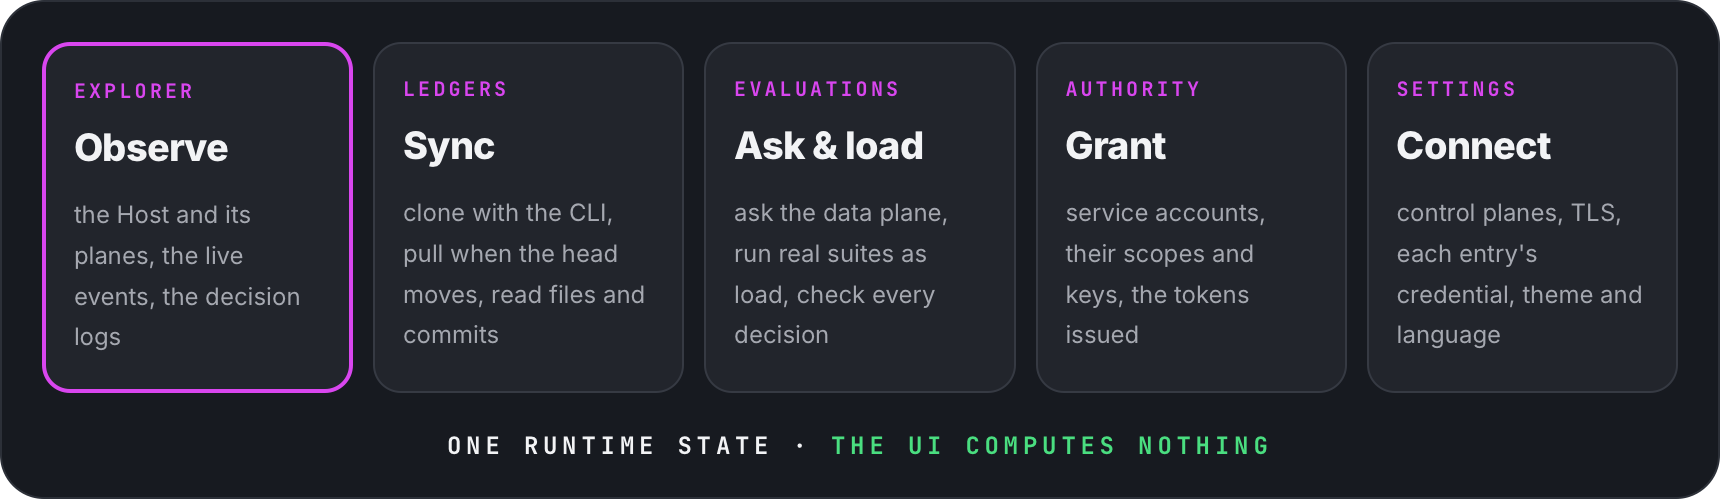 EXPLORER
Observe
the Host and its
planes, the live
events, the decision
logs
LEDGERS
Sync
clone with the CLI,
pull when the head
moves, read files and
commits
EVALUATIONS
Ask & load
ask the data plane,
run real suites as
load, check every
decision
AUTHORITY
Grant
service accounts,
their scopes and
keys, the tokens
issued
SETTINGS
Connect
control planes, TLS,
each entry's
credential, theme and
language
ONE RUNTIME STATE · THE UI COMPUTES NOTHING